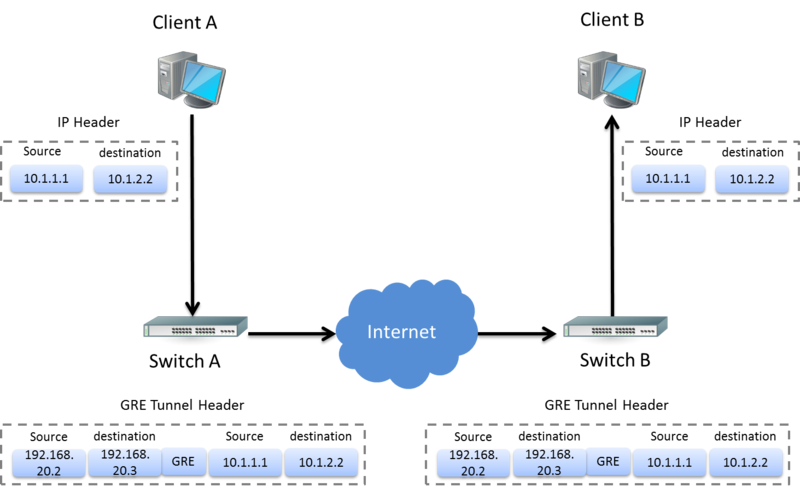 Client A
Client B
IP Header
Source destination
10.1.1.1 10.1.2.2
IP Header
Source destination
10.1.1.1 10.1.2.2
Internet
Switch A
Switch B
GRE Tunnel Header
Source destination Source destination
192.168.
20.2
192.168.
20.3
GRE
10.1.1.1
10.1.2.2
GRE Tunnel Header
Source destination Source destination
192.168.
20.2
192.168.
20.3
GRE
10.1.1.1
10.1.2.2